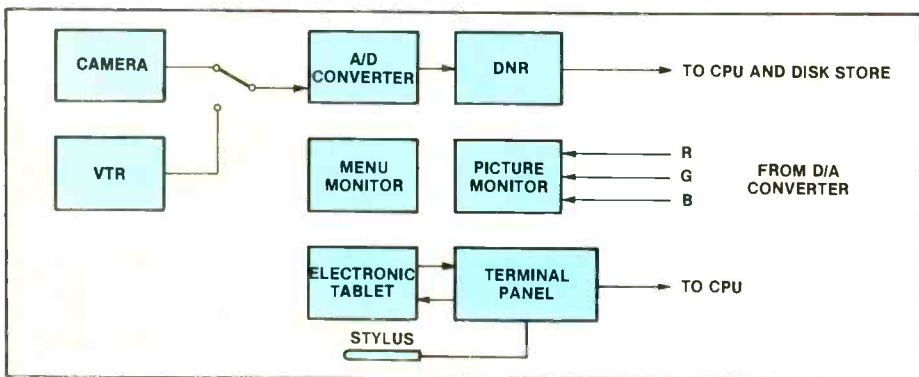 CAMERA
VTR
A/D
CONVERTER
DNR
TO CPU AND DISK STORE
MENU
MONITOR
PICTURE
MONITOR
R
G
B
FROM D/A
CONVERTER
ELECTRONIC
TABLET
TERMINAL
PANEL
TO CPU
STYLUS